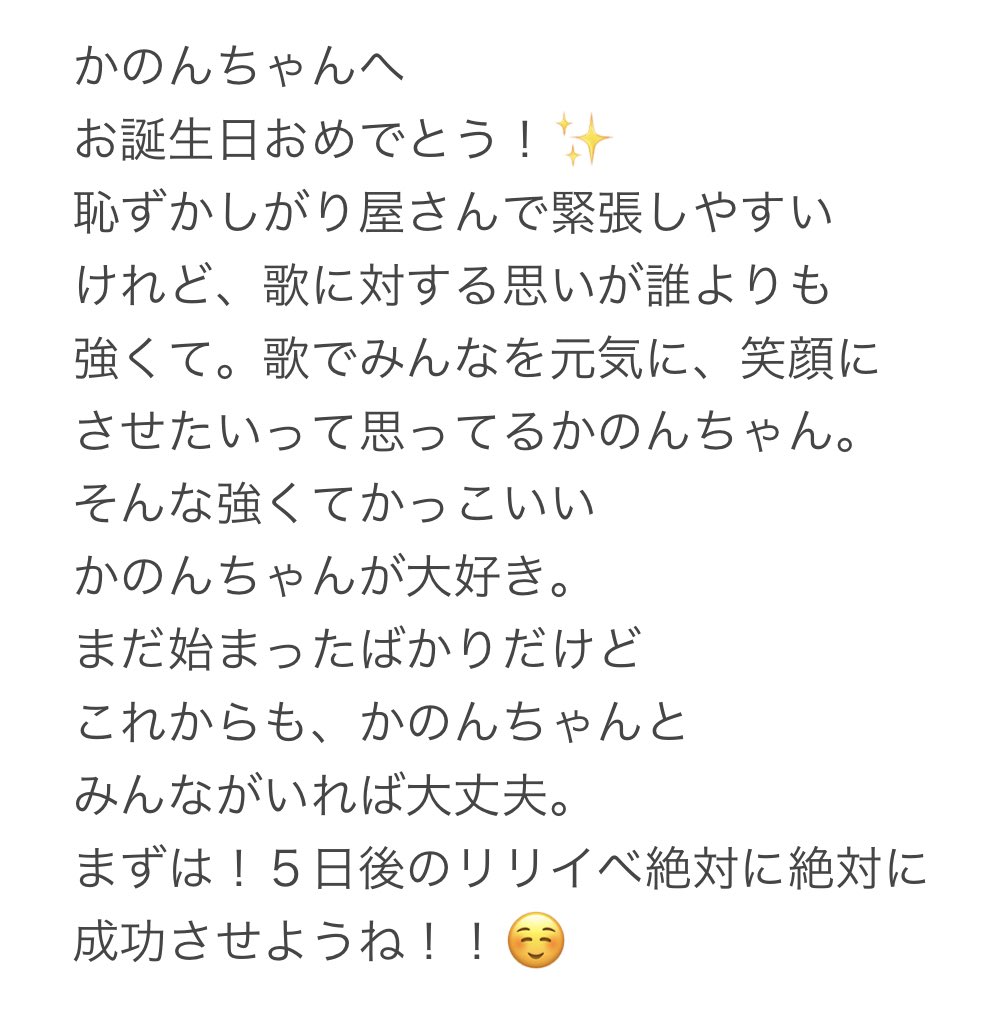 かのんちゃんへ
お誕生日おめでとう！✨
恥ずかしがり屋さんで緊張しやすい
けれど、歌に対する思いが誰よりも
強くて。歌でみんなを元気に、笑顔に
させたいって思ってるかのんちゃん。
そんな強くてかっこいい
かのんちゃんが大好き。
まだ始まったばかりだけど
これからも、かのんちゃんと
みんながいれば大丈夫。
まずは！５日後のリリイベ絶対に絶対に
成功させようね！！☺️